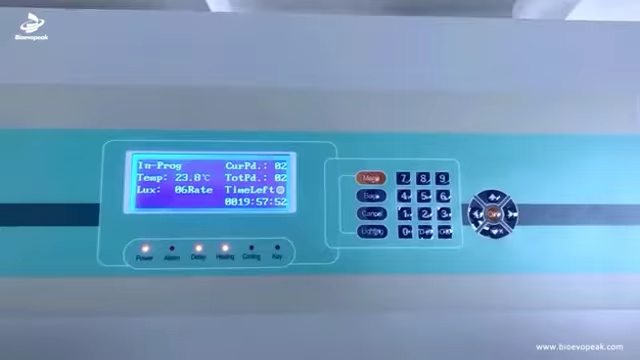 Bioevopeak
In-Prog CurPd.: 02
Temp: 23.8℃ TotPd.: 02
Lux: 06Rate TimeLeft
0019:57:52
Menu 7 8 9
4 5 6
Cancel 1 2 3
Lighting 0
Power Alarm Delay Heating Cooling Key
www.bioevopeak.com